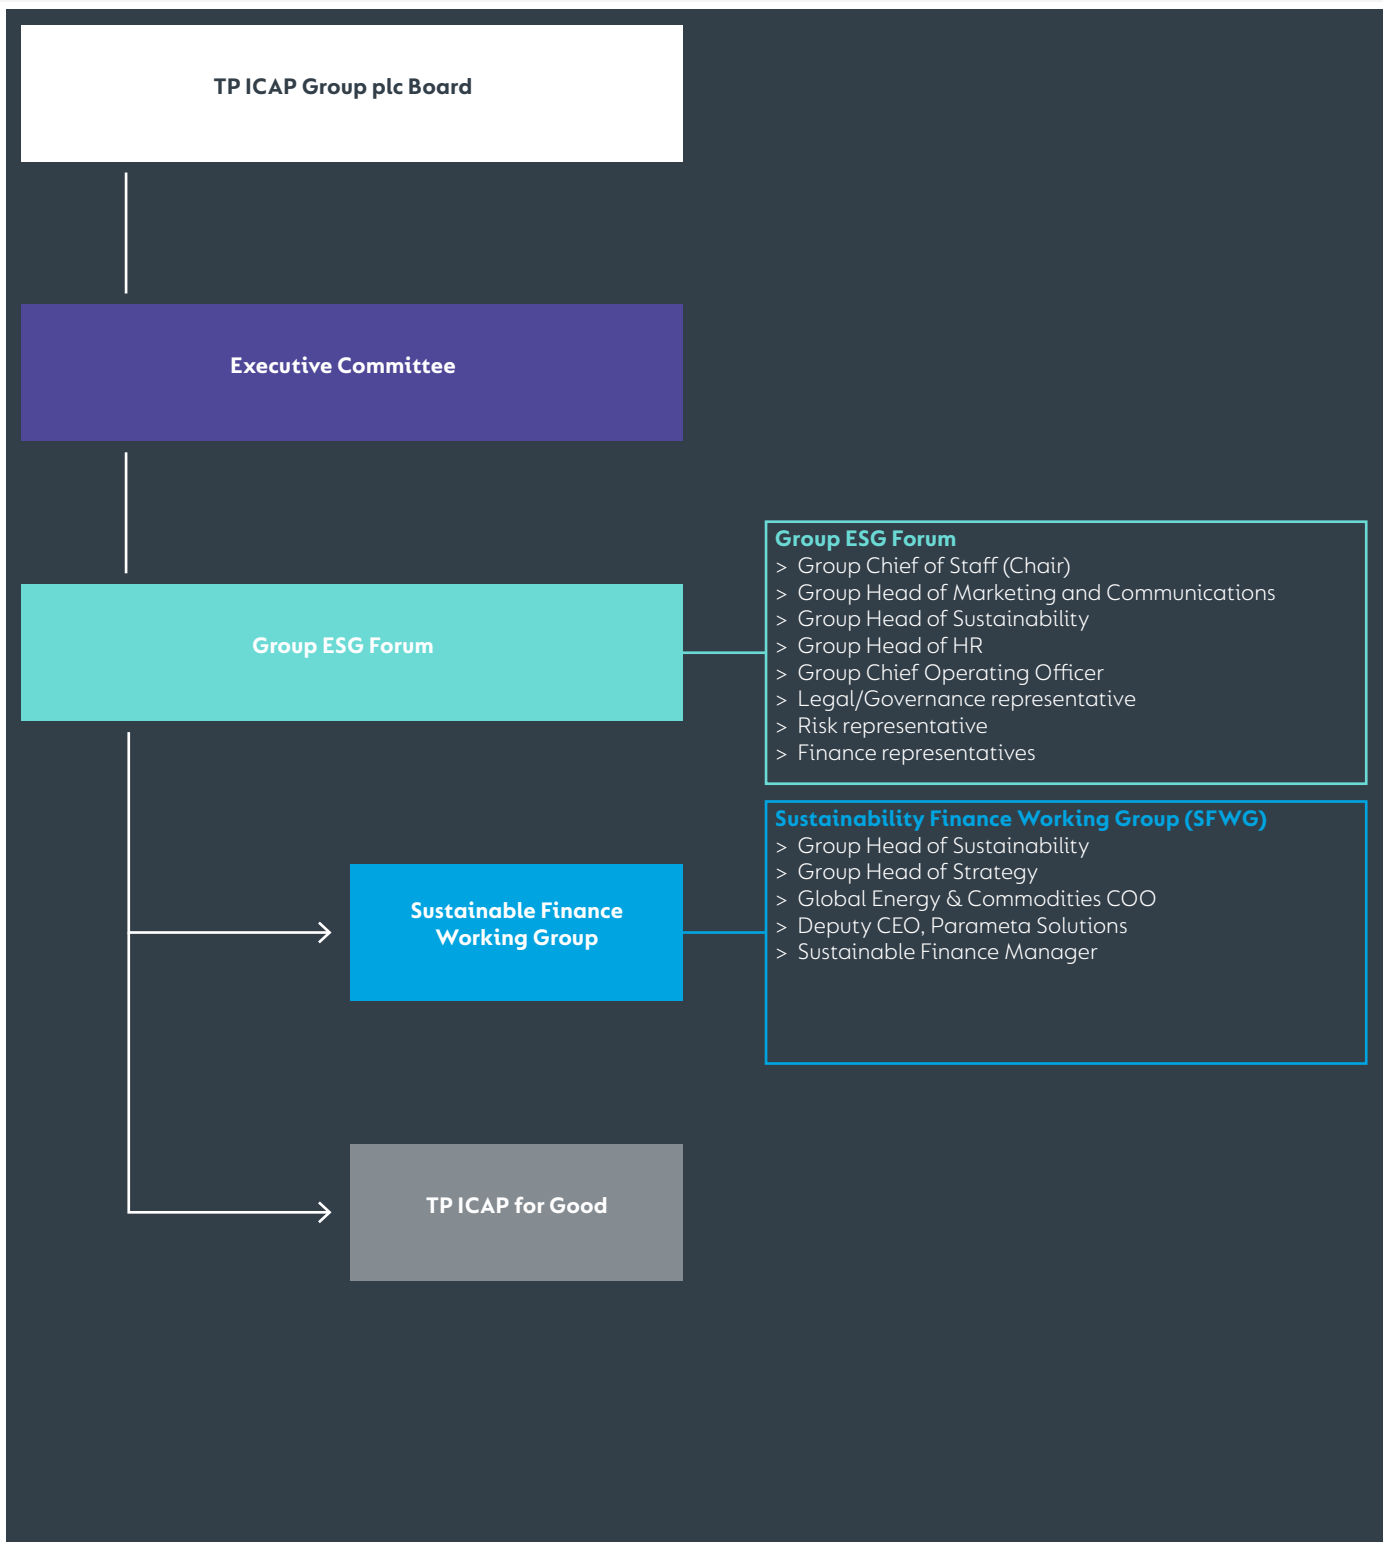 TP ICAP Group plc Board
Executive Committee
Group ESG Forum
Group ESG Forum
> Group Chief of Staff (Chair)
> Group Head of Marketing and Communications
> Group Head of Sustainability
> Group Head of HR
> Group Chief Operating Officer
> Legal/Governance representative
> Risk representative
> Finance representatives
Sustainable Finance
Working Group
Sustainability Finance Working Group (SFWG)
> Group Head of Sustainability
> Group Head of Strategy
> Global Energy & Commodities COO
> Deputy CEO, Parameta Solutions
> Sustainable Finance Manager
TP ICAP for Good